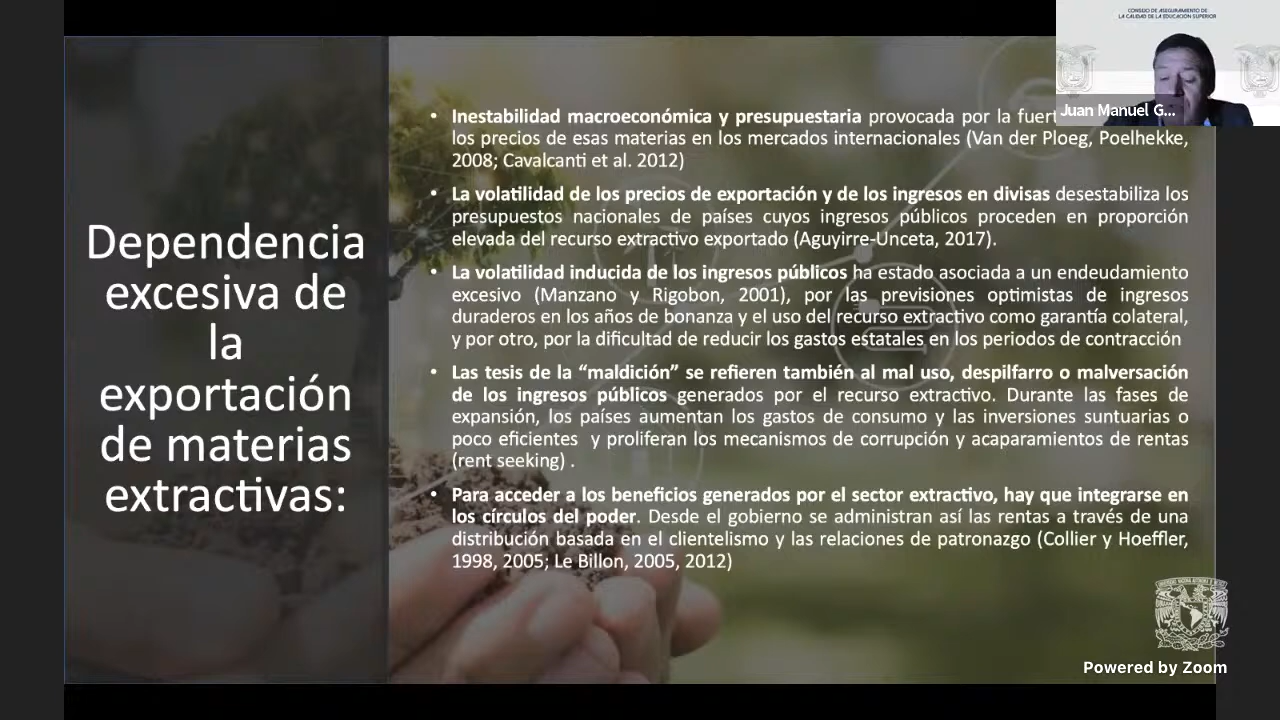 CONSEJO DE ASEGURAMIENTO DE
LA CALIDAD DE LA EDUCACIÓN SUPERIOR
Juan Manuel G...
Dependencia
excesiva de
la
exportación
de materias
extractivas:
• Inestabilidad macroeconómica y presupuestaria provocada por la
los precios de esas materias en los mercados internacionales (Van der Ploeg, Poelhekke,
2008; Cavalcanti et al. 2012)
• La volatilidad de los precios de exportación y de los ingresos en divisas desestabiliza los
presupuestos nacionales de países cuyos ingresos públicos proceden en proporción
elevada del recurso extractivo exportado (Aguyirre-Unceta, 2017).
• La volatilidad inducida de los ingresos públicos ha estado asociada a un endeudamiento
excesivo (Manzano y Rigobon, 2001), por las previsiones optimistas de ingresos
duraderos en los años de bonanza y el uso del recurso extractivo como garantía colateral,
y por otro, por la dificultad de reducir los gastos estatales en los periodos de contracción
• Las tesis de la “maldición” se refieren también al mal uso, despilfarro o malversación
de los ingresos públicos generados por el recurso extractivo. Durante las fases de
expansión, los países aumentan los gastos de consumo y las inversiones suntuarias o
poco eficientes y proliferan los mecanismos de corrupción y acaparamientos de rentas
(rent seeking) .
• Para acceder a los beneficios generados por el sector extractivo, hay que integrarse en
los círculos del poder. Desde el gobierno se administran así las rentas a través de una
distribución basada en el clientelismo y las relaciones de patronazgo (Collier y Hoeffler,
1998, 2005; Le Billon, 2005, 2012)
Powered by Zoom